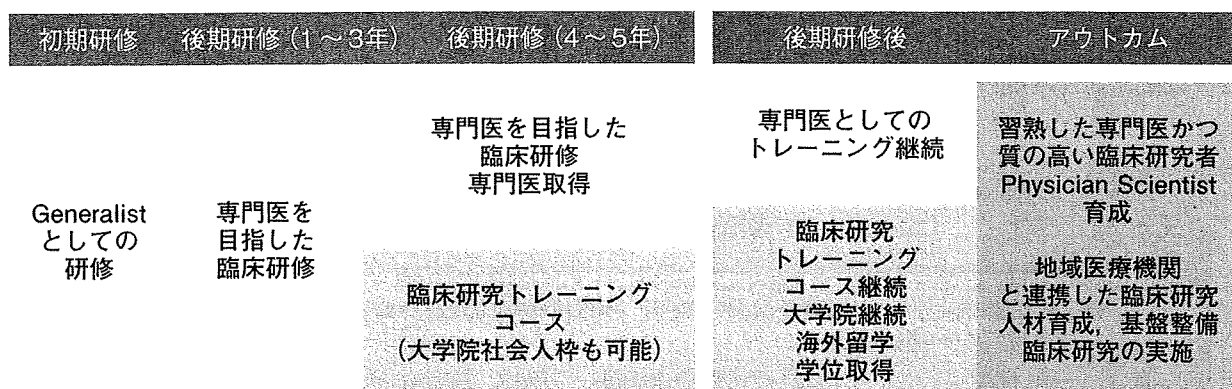 初期研修
後期研修（1～3年）
後期研修（4～5年）
後期研修後
アウトカム
Generalist
としての
研修
専門医を
目指した
臨床研修
専門医を目指した
臨床研修
専門医取得
臨床研究トレーニング
コース
（大学院社会人枠も可能）
専門医としての
トレーニング継続
臨床研究
トレーニング
コース継続
大学院継続
海外留学
学位取得
習熟した専門医かつ
質の高い臨床研究者
Physician Scientist
育成
地域医療機関
と連携した臨床研究
人材育成，基盤整備
臨床研究の実施